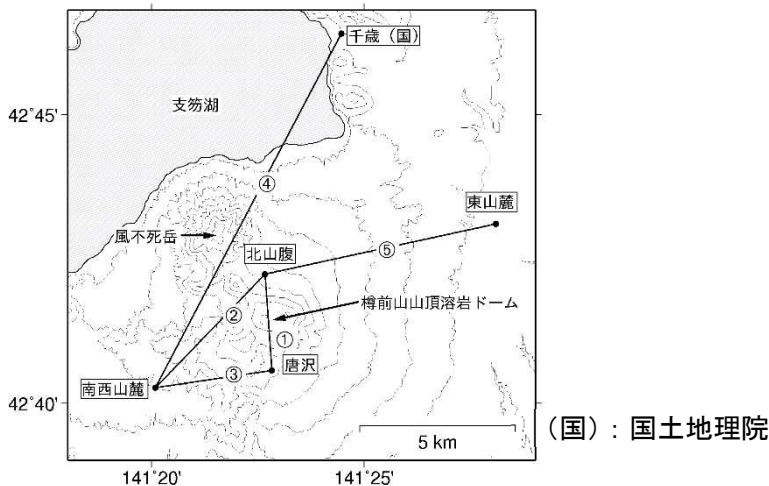 千歳（国）
42˚45'
支笏湖
④
東山麓
風不死岳
北山腹
⑤
②
樽前山山頂溶岩ドーム
①
唐沢
③
南西山麓
42˚40'
5 km
（国）：国土地理院
141˚20'
141˚25'